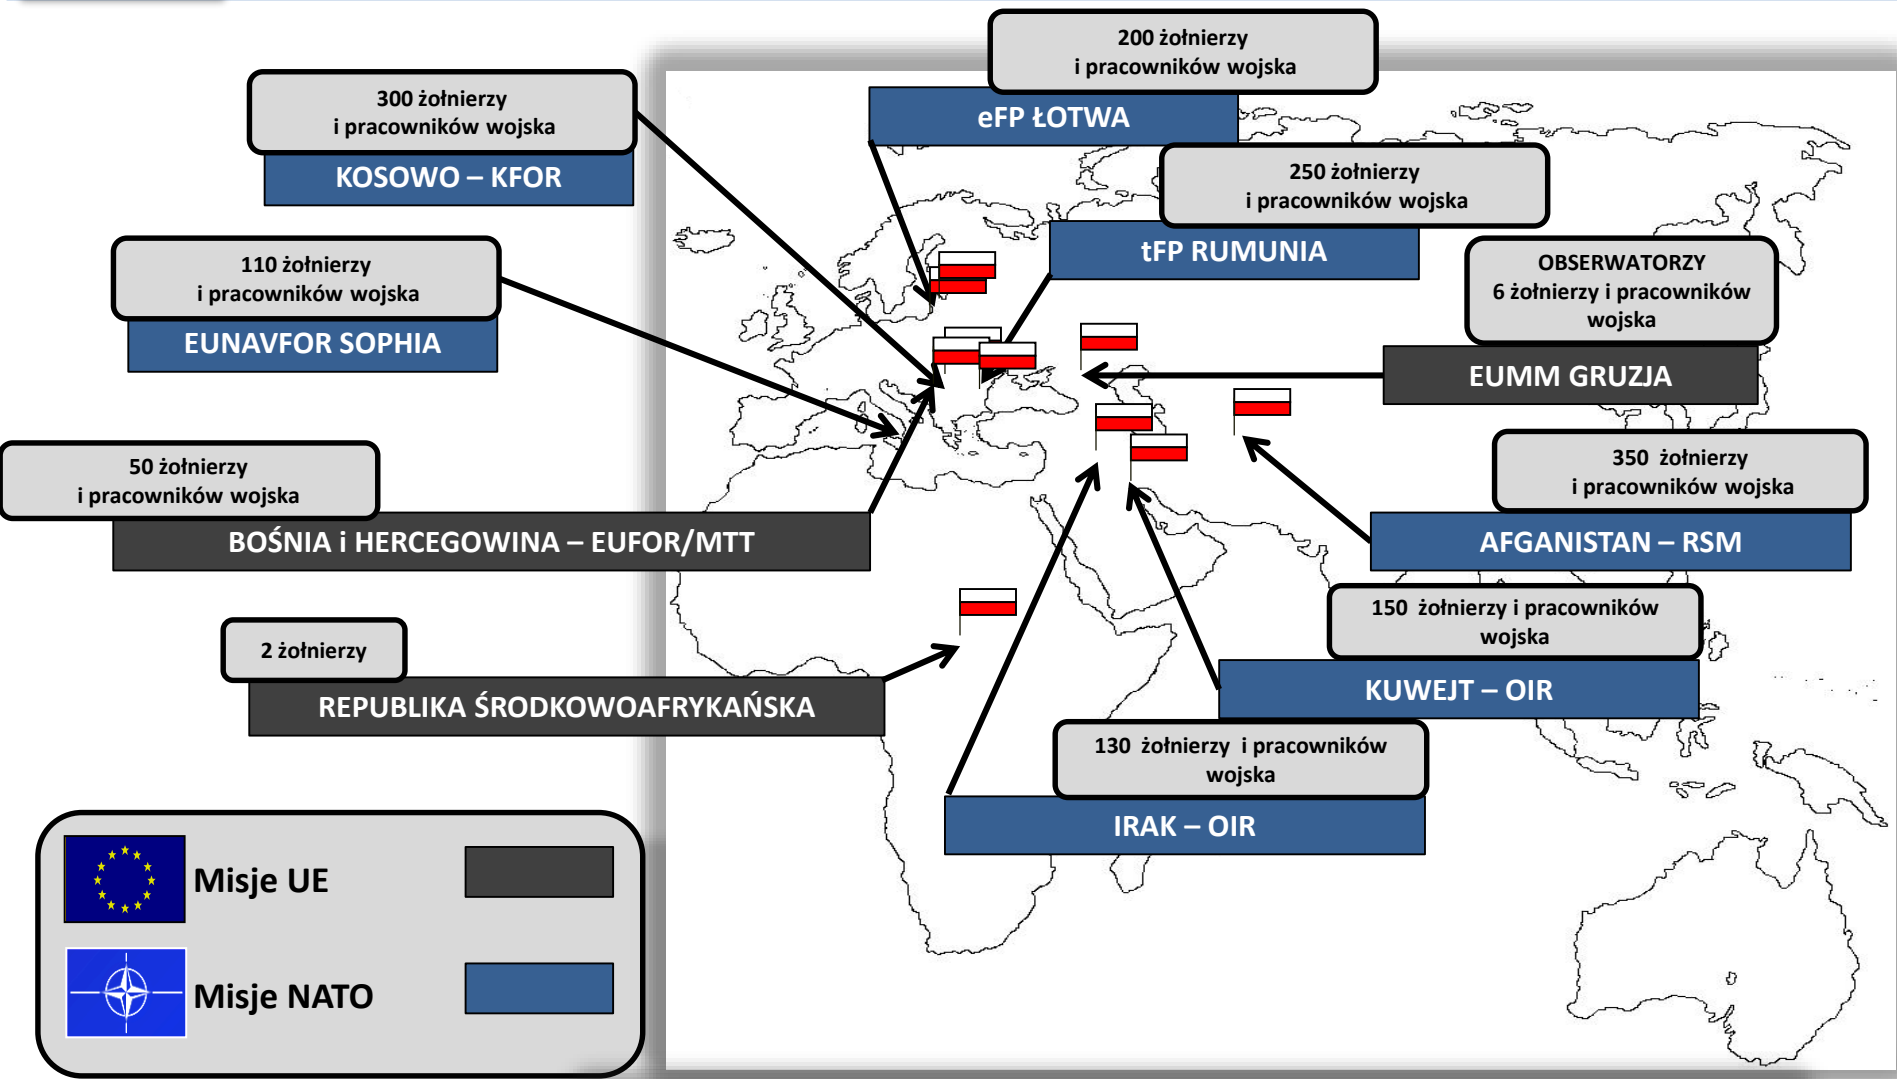 200 żołnierzy
i pracowników wojska
eFP ŁOTWA
300 żołnierzy
i pracowników wojska
KOSOWO – KFOR
250 żołnierzy
i pracowników wojska
tFP RUMUNIA
110 żołnierzy
i pracowników wojska
EUNAVFOR SOPHIA
OBSERWATORZY
6 żołnierzy i pracowników
wojska
EUMM GRUZJA
50 żołnierzy
i pracowników wojska
BOŚNIA i HERCEGOWINA – EUFOR/MTT
350 żołnierzy
i pracowników wojska
AFGANISTAN – RSM
2 żołnierzy
REPUBLIKA ŚRODKOWOAFRYKAŃSKA
150 żołnierzy i pracowników
wojska
KUWEJT – OIR
130 żołnierzy i pracowników
wojska
IRAK – OIR
Misje UE
Misje NATO